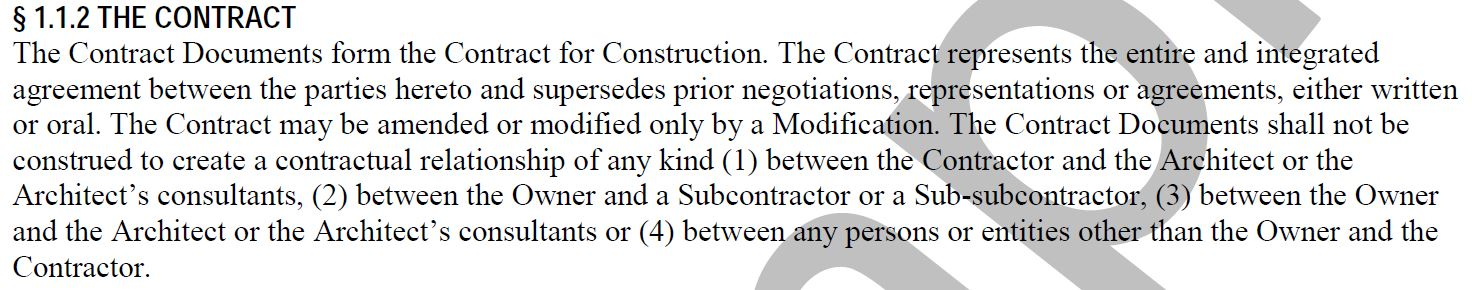 § 1.1.2 THE CONTRACT
The Contract Documents form the Contract for Construction. The Contract represents the entire and integrated
agreement between the parties hereto and supersedes prior negotiations, representations or agreements, either written
or oral. The Contract may be amended or modified only by a Modification. The Contract Documents shall not be
construed to create a contractual relationship of any kind (1) between the Contractor and the Architect or the
Architect’s consultants, (2) between the Owner and a Subcontractor or a Sub-subcontractor, (3) between the Owner
and the Architect or the Architect’s consultants or (4) between any persons or entities other than the Owner and the
Contractor.